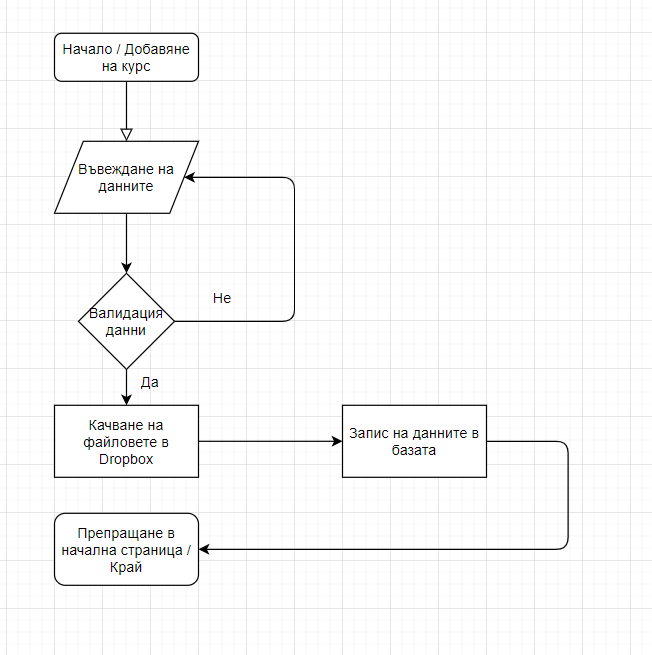 Начало / Добавяне
на курс
Въвеждане на
данните
Не
Валидация
данни
Да
Качване на
файловете в
Dropbox
Запис на данните в
базата
Препращане в
начална страница /
Край